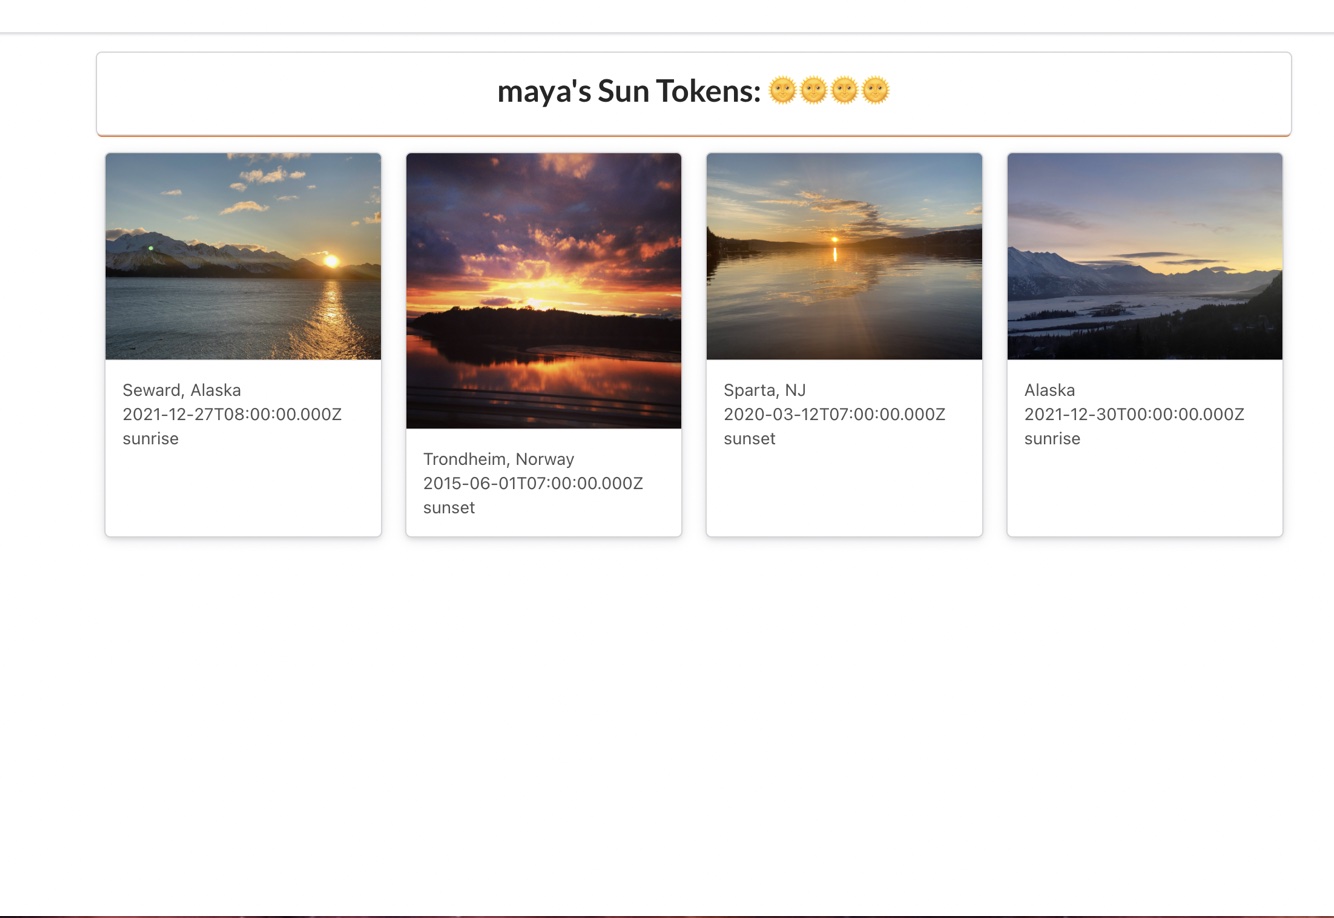 maya's Sun Tokens: 🌞🌞🌞🌞
Seward, Alaska
2021-12-27T08:00:00.000Z
sunrise
Trondheim, Norway
2015-06-01T07:00:00.000Z
sunset
Sparta, NJ
2020-03-12T07:00:00.000Z
sunset
Alaska
2021-12-30T00:00:00.000Z
sunrise